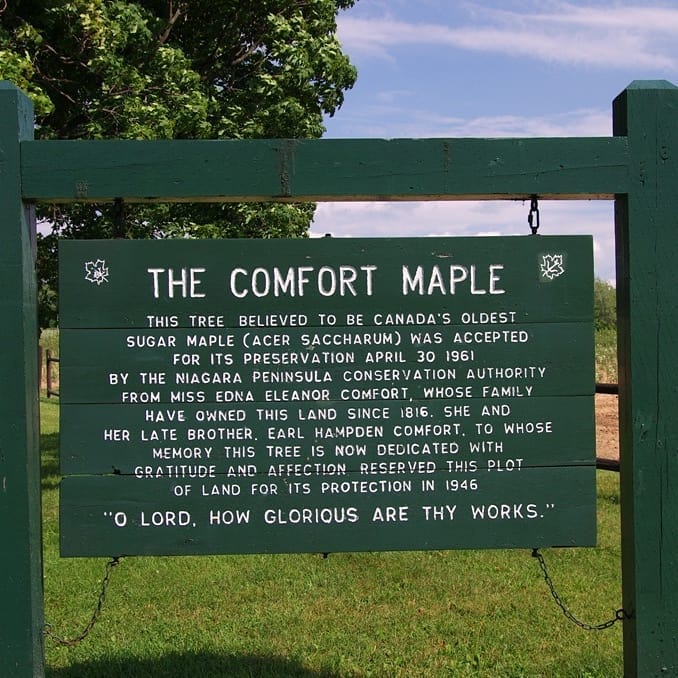 THE COMFORT MAPLE
THIS TREE BELIEVED TO BE CANADA'S OLDEST
SUGAR MAPLE (ACER SACCHARUM) WAS ACCEPTED
FOR ITS PRESERVATION APRIL 30 1961
BY THE NIAGARA PENINSULA CONSERVATION AUTHORITY
FROM MISS EDNA ELEANOR COMFORT, WHOSE FAMILY
HAVE OWNED THIS LAND SINCE 1816. SHE AND
HER LATE BROTHER, EARL HAMPDEN COMFORT, TO WHOSE
MEMORY THIS TREE IS NOW DEDICATED WITH
GRATITUDE AND AFFECTION RESERVED THIS PLOT
OF LAND FOR ITS PROTECTION IN 1946
"O LORD, HOW GLORIOUS ARE THY WORKS."